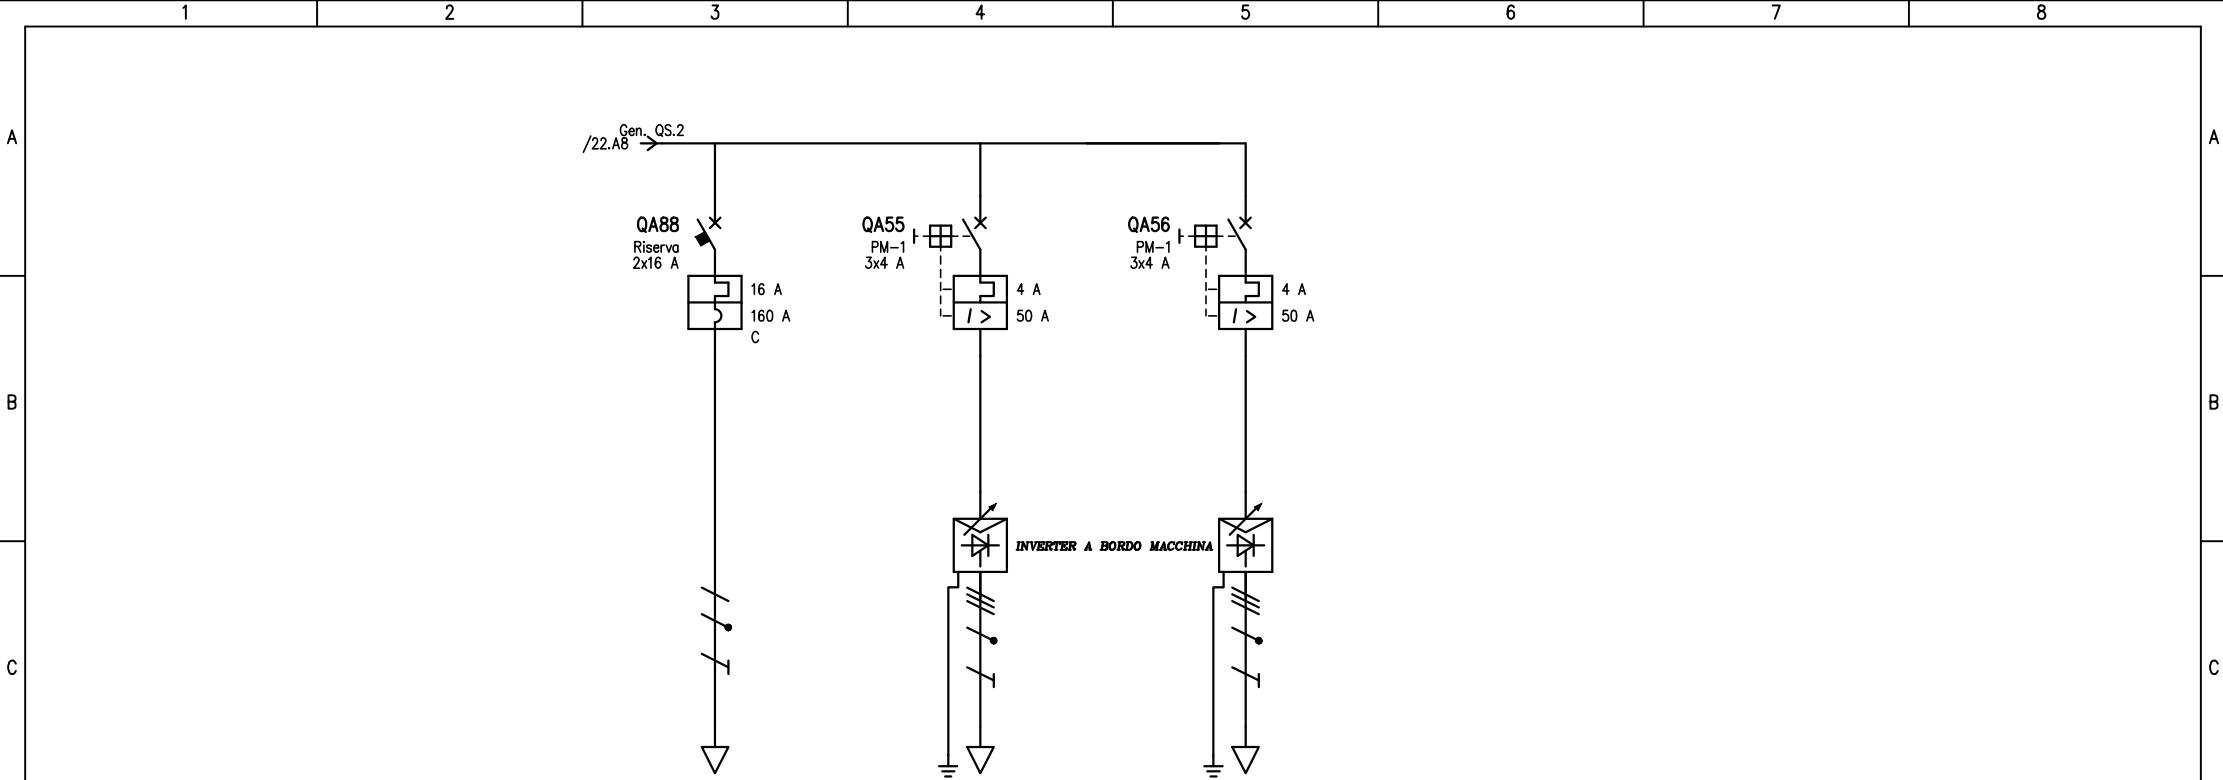 1 2 3 4 5 6 7 8
A A
Gen. QS.2
/22.A8
QA88
Riserva
2x16 A
16 A
160 A
C
QA55
PM-1
3x4 A
4 A
I >
50 A
QA56
PM-1
3x4 A
4 A
I >
50 A
B B
INVERTER A BORDO MACCHINA
C C